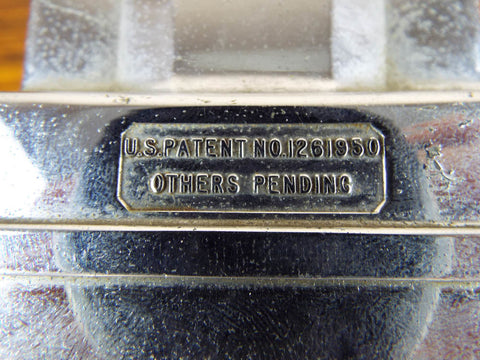 U.S.PATENT NO.1261950
OTHERS PENDING